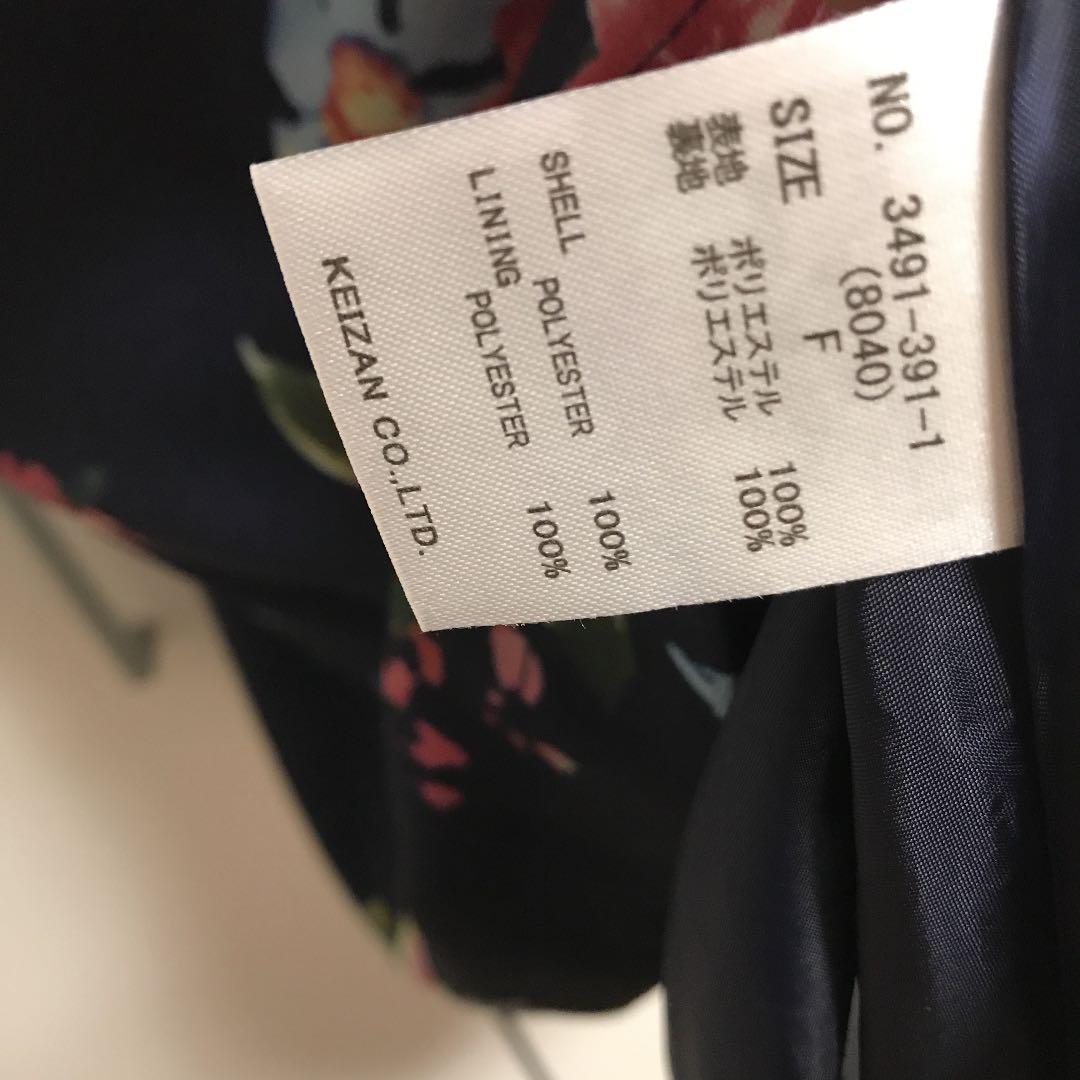 NO. 3491-391-1
(8040)
SIZE F
表地 ポリエステル 100%
裏地 ポリエステル 100%
SHELL POLYESTER 100%
LINING POLYESTER 100%
KEIZAN CO.,LTD.